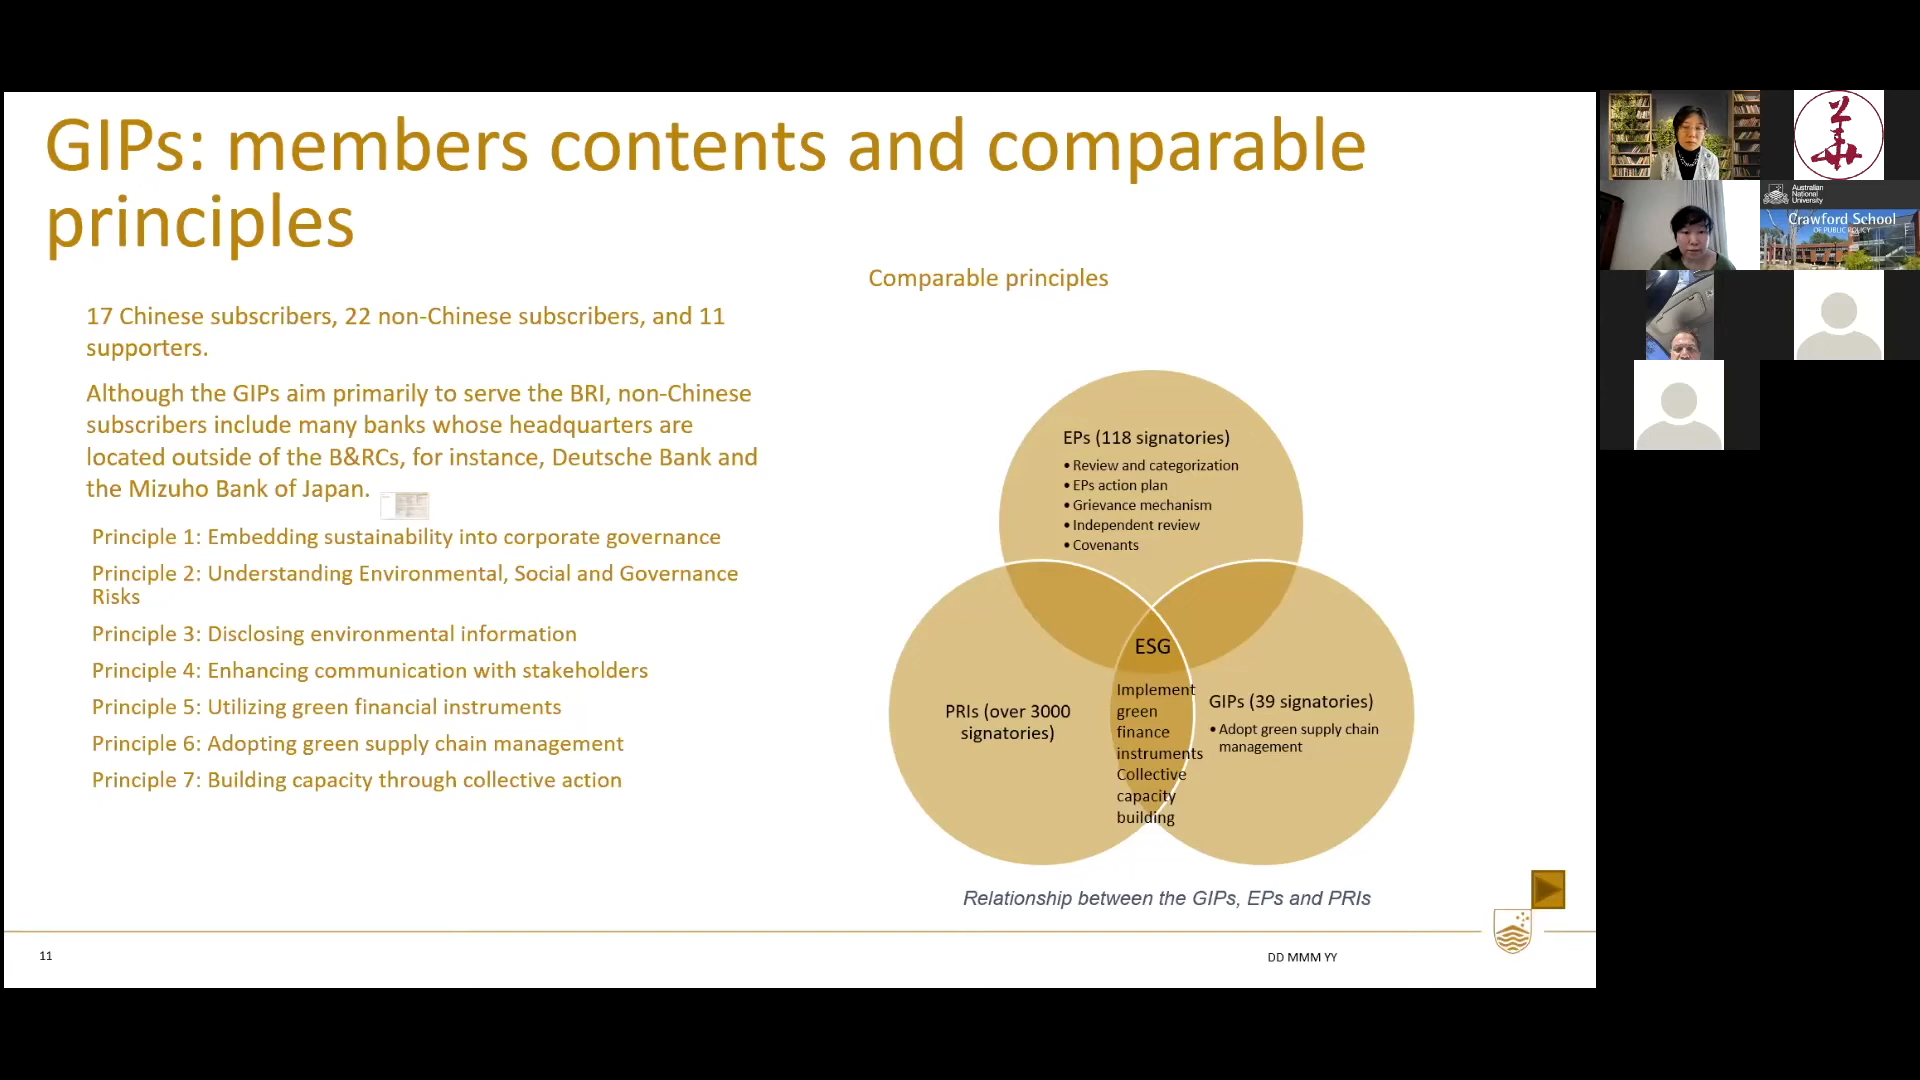 GIPs: members contents and comparable
principles
Comparable principles
17 Chinese subscribers, 22 non-Chinese subscribers, and 11
supporters.
Although the GIPs aim primarily to serve the BRI, non-Chinese
subscribers include many banks whose headquarters are
located outside of the B&RCs, for instance, Deutsche Bank and
the Mizuho Bank of Japan.
Principle 1: Embedding sustainability into corporate governance
Principle 2: Understanding Environmental, Social and Governance
Risks
Principle 3: Disclosing environmental information
Principle 4: Enhancing communication with stakeholders
Principle 5: Utilizing green financial instruments
Principle 6: Adopting green supply chain management
Principle 7: Building capacity through collective action
EPs (118 signatories)
• Review and categorization
• EPs action plan
• Grievance mechanism
• Independent review
• Covenants
ESG
PRIs (over 3000
signatories)
Implement
green
finance
instruments
Collective
capacity
building
GIPs (39 signatories)
• Adopt green supply chain
management
Relationship between the GIPs, EPs and PRIs
11
DD MMM YY
Australian
National
University
Crawford School
OF PUBLIC POLICY